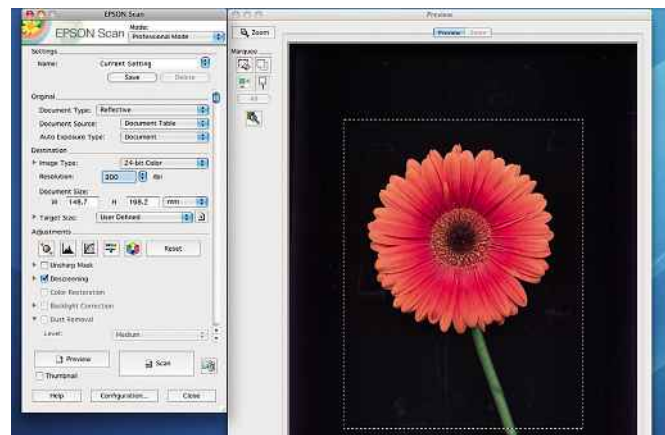 EPSON Scan
EPSON Scan
Mode:
Professional Mode
Settings
Name: Current Setting
Save Delete
Original
Document Type: Reflective
Document Source: Document Table
Auto Exposure Type: Document
Destination
Image Type: 24-bit Color
Resolution: 300 dpi
Document Size:
W 148.7 H 198.2 mm
Target Size: User Defined
Adjustments
Reset
Unsharp Mask
Descreening
Color Restoration
Backlight Correction
Dust Removal
Level: Medium
Preview
Scan
Thumbnail
Help Configuration... Close
Preview
Zoom
Preview Zoom
Marquee
All